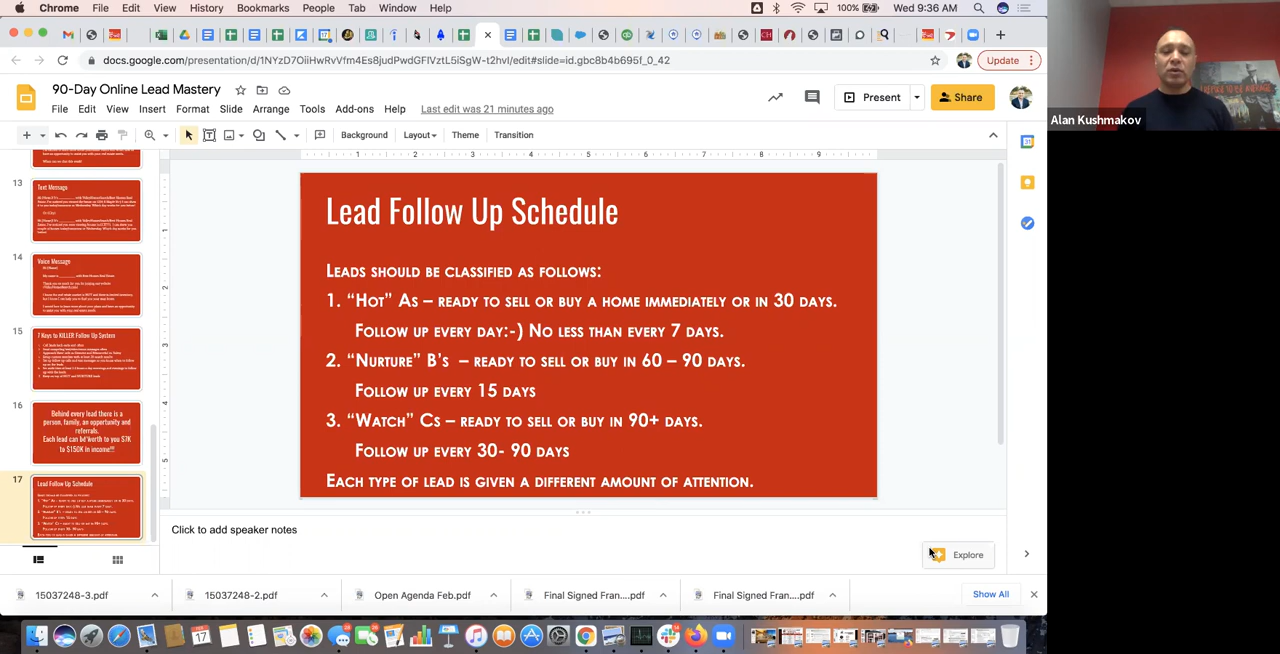 Chrome File Edit View History Bookmarks People Tab Window Help 100% Wed 9:36 AM
docs.google.com/presentation/d/1NYzD7OiiHwRvVfm4Es8judPwdGFIVztL5iSgW-t2hvI/edit#slide=id.gbc8b4b695f_0_42 Update
90-Day Online Lead Mastery
File Edit View Insert Format Slide Arrange Tools Add-ons Help Last edit was 21 minutes ago
Present Share
Alan Kushmakov
Background Layout Theme Transition
1 2 3 4 5 6 7 8 9
13
Text Message
14
Voice Message
15
7 Keys to KILLER Follow Up System
16
Behind every lead there is a
person, family, an opportunity and
referrals.
Each lead can be worth to you $7K
to $150K in income!!!
17
Lead Follow Up Schedule
Lead Follow Up Schedule
Leads should be classified as follows:
1. “Hot” As – ready to sell or buy a home immediately or in 30 days.
Follow up every day:-) No less than every 7 days.
2. “Nurture” B’s – ready to sell or buy in 60 – 90 days.
Follow up every 15 days
3. “Watch” Cs – ready to sell or buy in 90+ days.
Follow up every 30- 90 days
Each type of lead is given a different amount of attention.
Click to add speaker notes
Explore
15037248-3.pdf 15037248-2.pdf Open Agenda Feb.pdf Final Signed Fran....pdf Final Signed Fran....pdf Show All